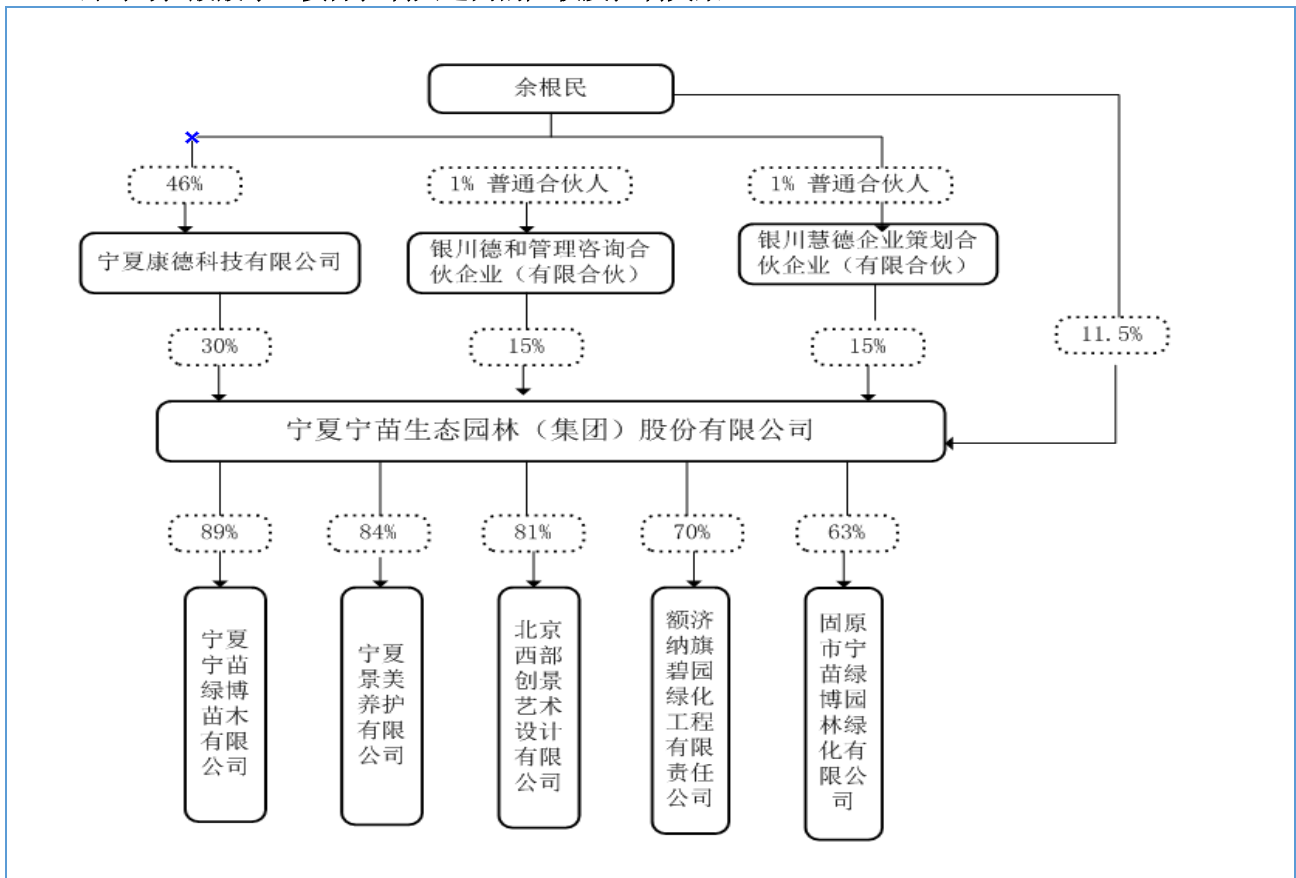 余根民
46%
1% 普通合伙人
1% 普通合伙人
宁夏康德科技有限公司
银川德和管理咨询合
伙企业（有限合伙）
银川慧德企业策划合
伙企业（有限合伙）
30%
15%
15%
11.5%
宁夏宁苗生态园林（集团）股份有限公司
89%
84%
81%
70%
63%
宁夏
宁苗
绿博
苗木
有限
公司
宁夏
景美
养护
有限
公司
北京
西部
创景
艺术
设计
有限
公司
额济
纳旗
碧园
绿化
工程
有限
责任
公司
固原
市宁
苗绿
博园
林绿
化有
限公
司